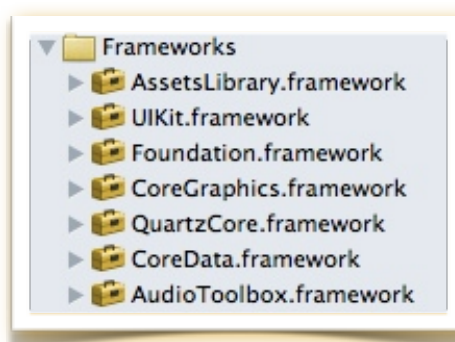 Frameworks
AssetsLibrary.framework
UIKit.framework
Foundation.framework
CoreGraphics.framework
QuartzCore.framework
CoreData.framework
AudioToolbox.framework